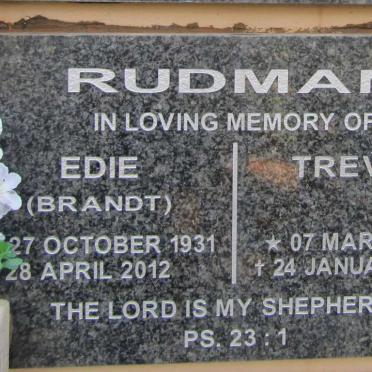 RUDMA
IN LOVING MEMORY OF
EDIE
(BRANDT)
27 OCTOBER 1931
28 APRIL 2012
TREV
★ 07 MAR
† 24 JANUA
THE LORD IS MY SHEPHER
PS. 23 : 1